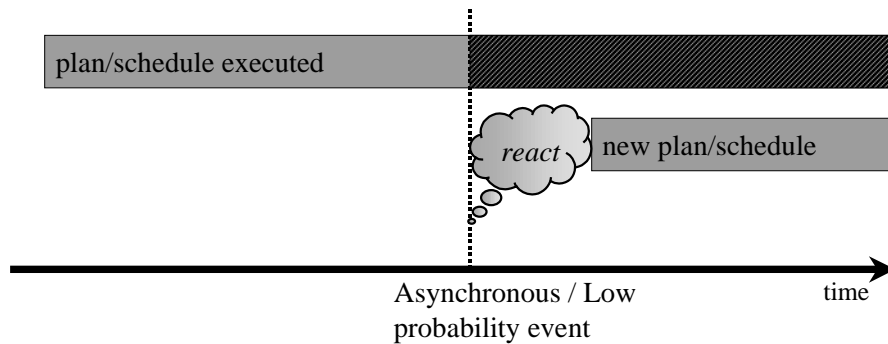 plan/schedule executed
react
new plan/schedule
Asynchronous / Low
probability event
time